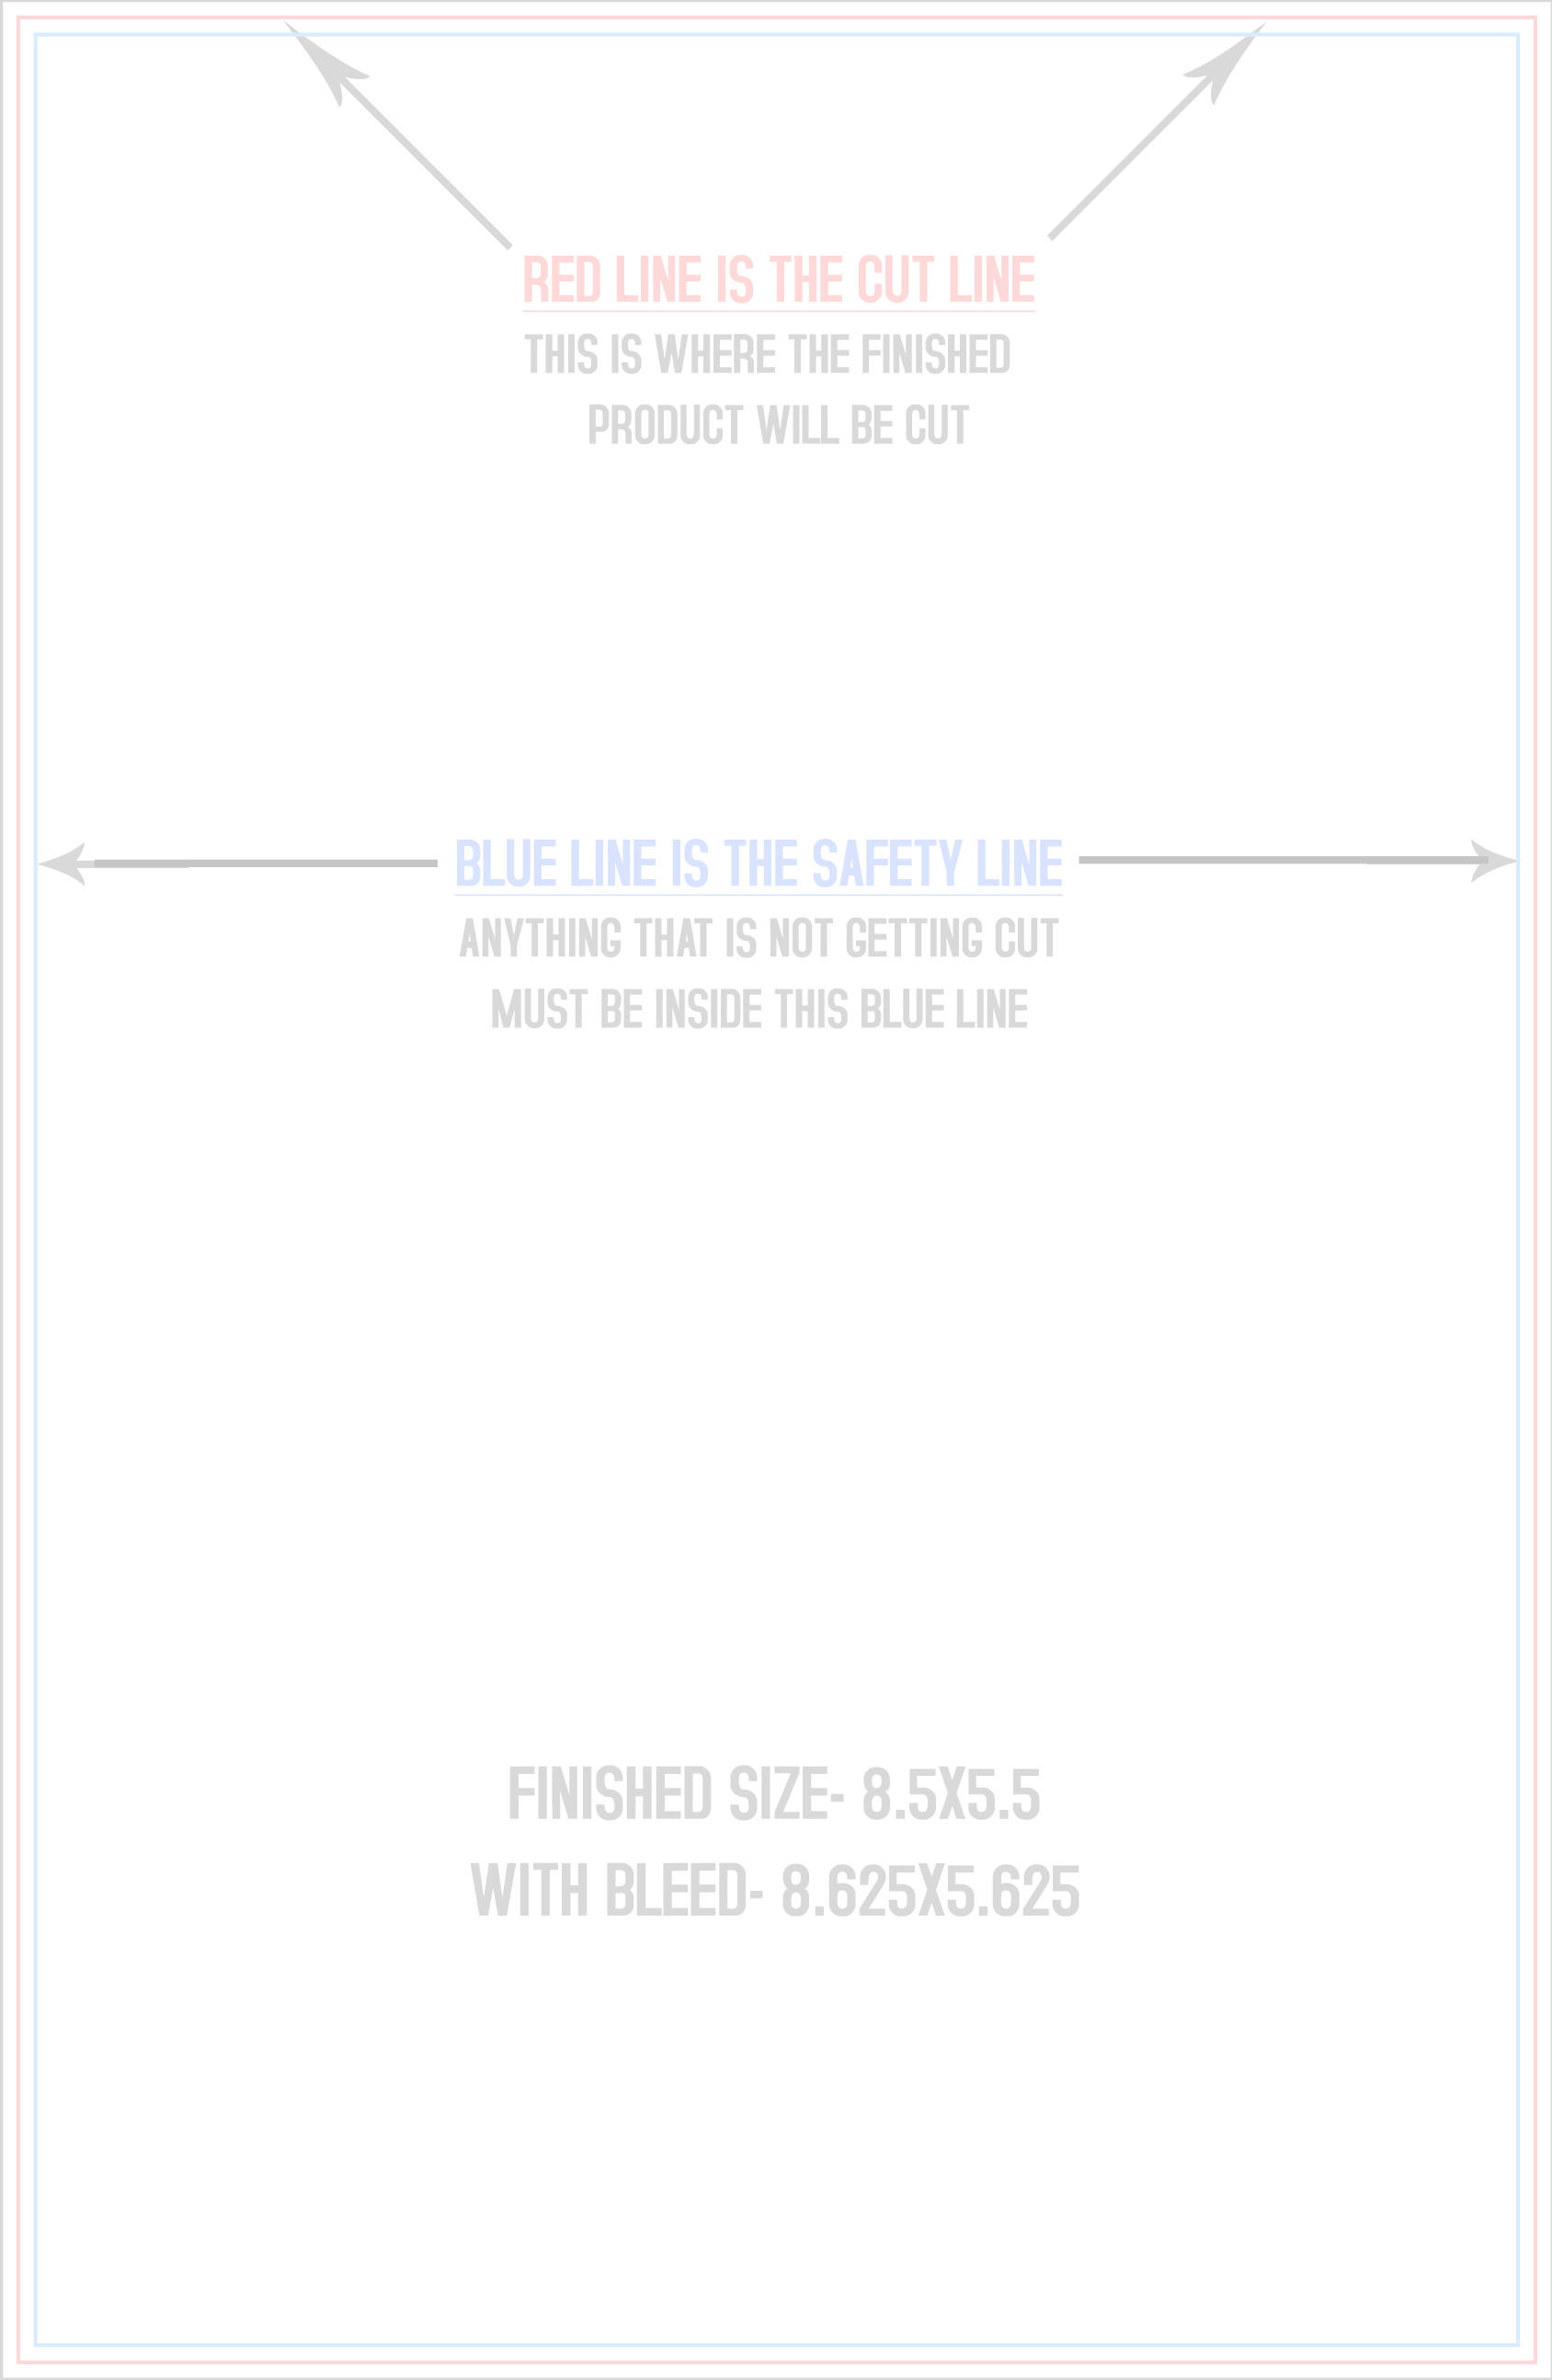 RED LINE IS THE CUT LINE
THIS IS WHERE THE FINISHED
PRODUCT WILL BE CUT
BLUE LINE IS THE SAFETY LINE
ANYTHING THAT IS NOT GETTING CUT
MUST BE INSIDE THIS BLUE LINE
FINISHED SIZE- 8.5X5.5
WITH BLEED- 8.625X5.625